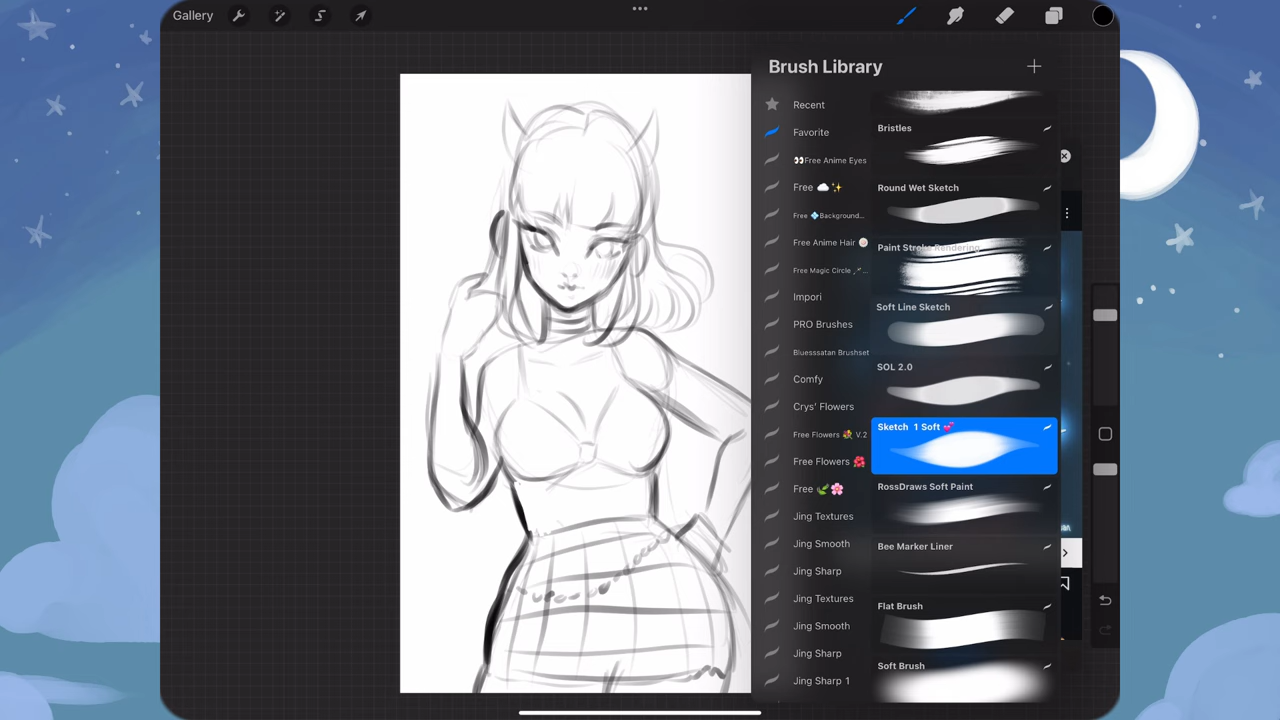 Gallery
Brush Library
Recent
Favorite
👀Free Anime Eyes
Free ☁️✨
Free 💠Background...
Free Anime Hair
Free Magic Circle
Impori
PRO Brushes
Bluesssatan Brushset
Comfy
Crys' Flowers
Free Flowers 💐 V.2
Free Flowers 🌺
Free 🌿🌸
Jing Textures
Jing Smooth
Jing Sharp
Jing Textures
Jing Smooth
Jing Sharp
Jing Sharp 1
Bristles
Round Wet Sketch
Paint Stroke Rendering
Soft Line Sketch
SOL 2.0
Sketch 1 Soft 💞
RossDraws Soft Paint
Bee Marker Liner
Flat Brush
Soft Brush